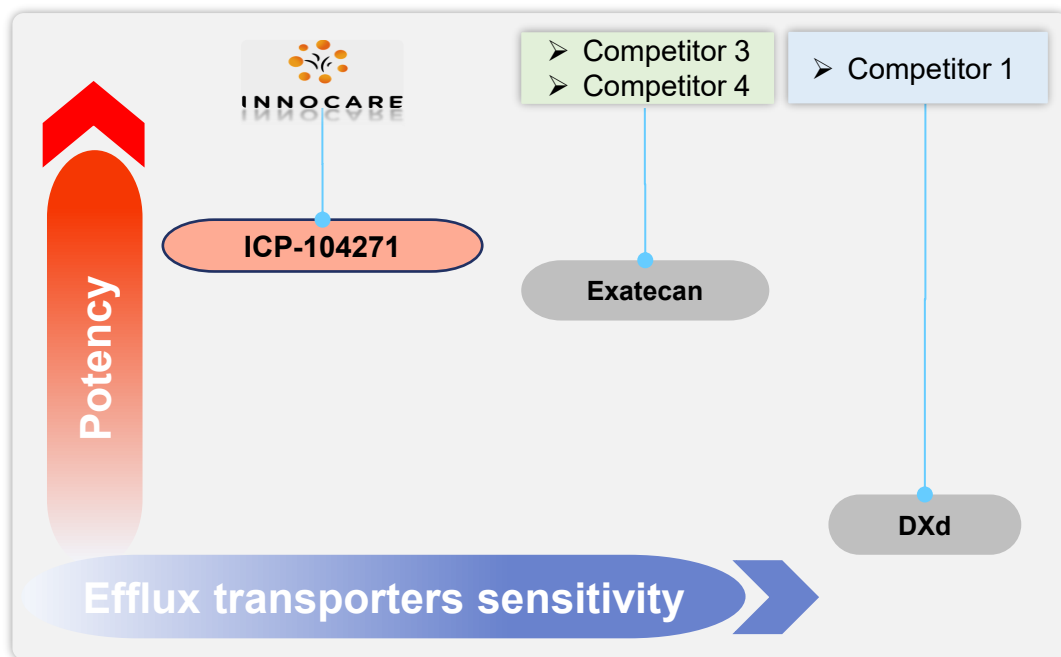 INNOCARE
➢ Competitor 3
➢ Competitor 4
➢ Competitor 1
ICP-104271
Exatecan
DXd
Potency
Efflux transporters sensitivity